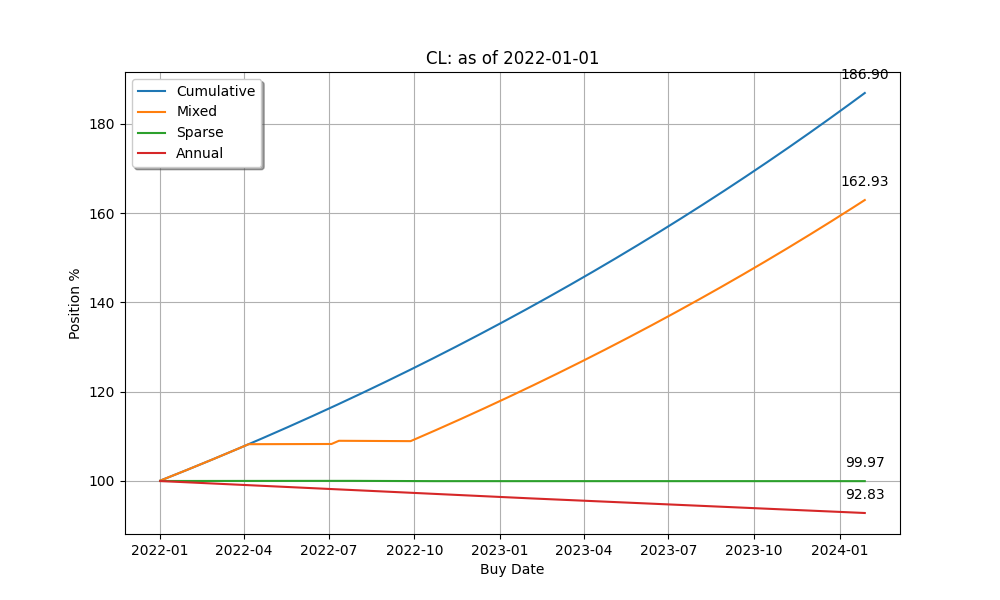 CL: as of 2022-01-01
186.90
Cumulative
Mixed
Sparse
Annual
180
162.93
160
140
120
100
99.97
92.83
Position %
2022-01 2022-04 2022-07 2022-10 2023-01 2023-04 2023-07 2023-10 2024-01
Buy Date